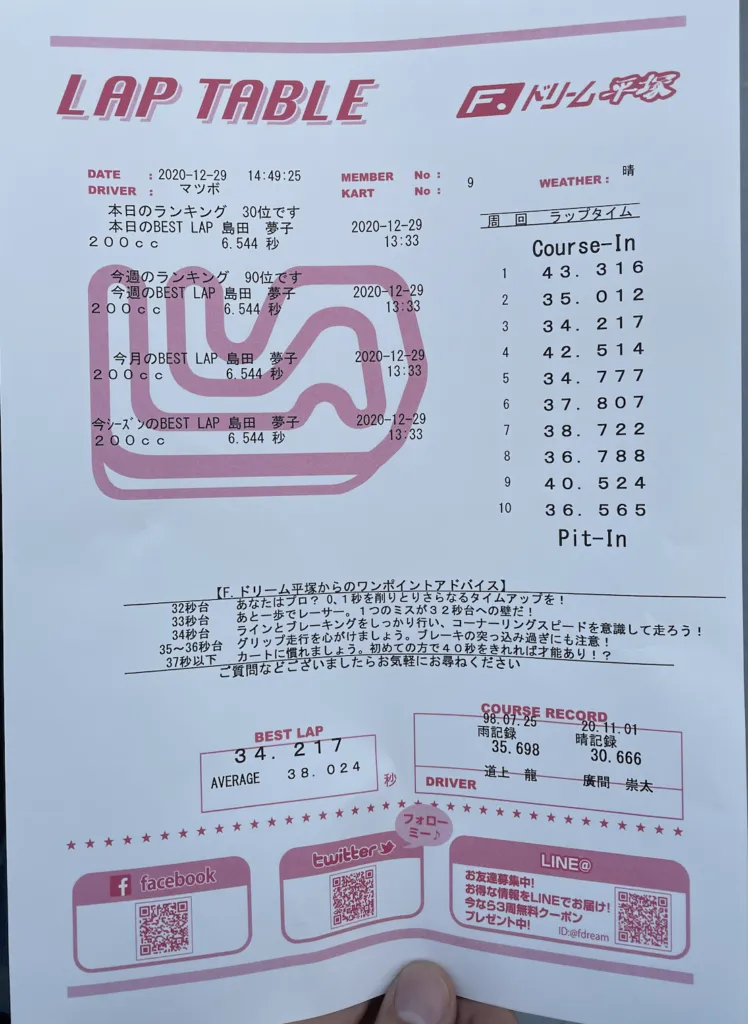 LAP TABLE
F. ドリーム平塚
DATE : 2020-12-29 14:49:25
DRIVER : マツボ
MEMBER No :
KART No : 9
WEATHER : 晴
本日のランキング 30位です
本日のBEST LAP 島田 夢子 2020-12-29
200cc 6.544 秒 13:33
今週のランキング 90位です
今週のBEST LAP 島田 夢子 2020-12-29
200cc 6.544 秒 13:33
今月のBEST LAP 島田 夢子 2020-12-29
200cc 6.544 秒 13:33
今シーズンのBEST LAP 島田 夢子 2020-12-29
200cc 6.544 秒 13:33
周 回 ラップタイム
Course-In
1 43. 316
2 35. 012
3 34. 217
4 42. 514
5 34. 777
6 37. 807
7 38. 722
8 36. 788
9 40. 524
10 36. 565
Pit-In
【F. ドリーム平塚からのワンポイントアドバイス】
32秒台 あなたはプロ? 0、1秒を削りとりさらなるタイムアップを!
33秒台 あと一歩でレーサー。1つのミスが32秒台への壁だ!
34秒台 ラインとブレーキングをしっかり行い、コーナーリングスピードを意識して走ろう!
35〜36秒台 グリップ走行を心がけましょう。ブレーキの突っ込み過ぎにも注意!
37秒以下 カートに慣れましょう。初めての方で40秒をきれれば才能あり!?
ご質問などございましたらお気軽にお尋ねください
BEST LAP
34. 217
AVERAGE 38. 024
秒
COURSE RECORD
98.07.25 20.11.01
雨記録 晴記録
35.698 30.666
DRIVER 道上 龍 廣間 崇太
フォロー
ミー♪
facebook
twitter
LINE@
お友達募集中!
お得な情報をLINEでお届け!
今なら3周無料クーポン
プレゼント中!
ID:@fdream